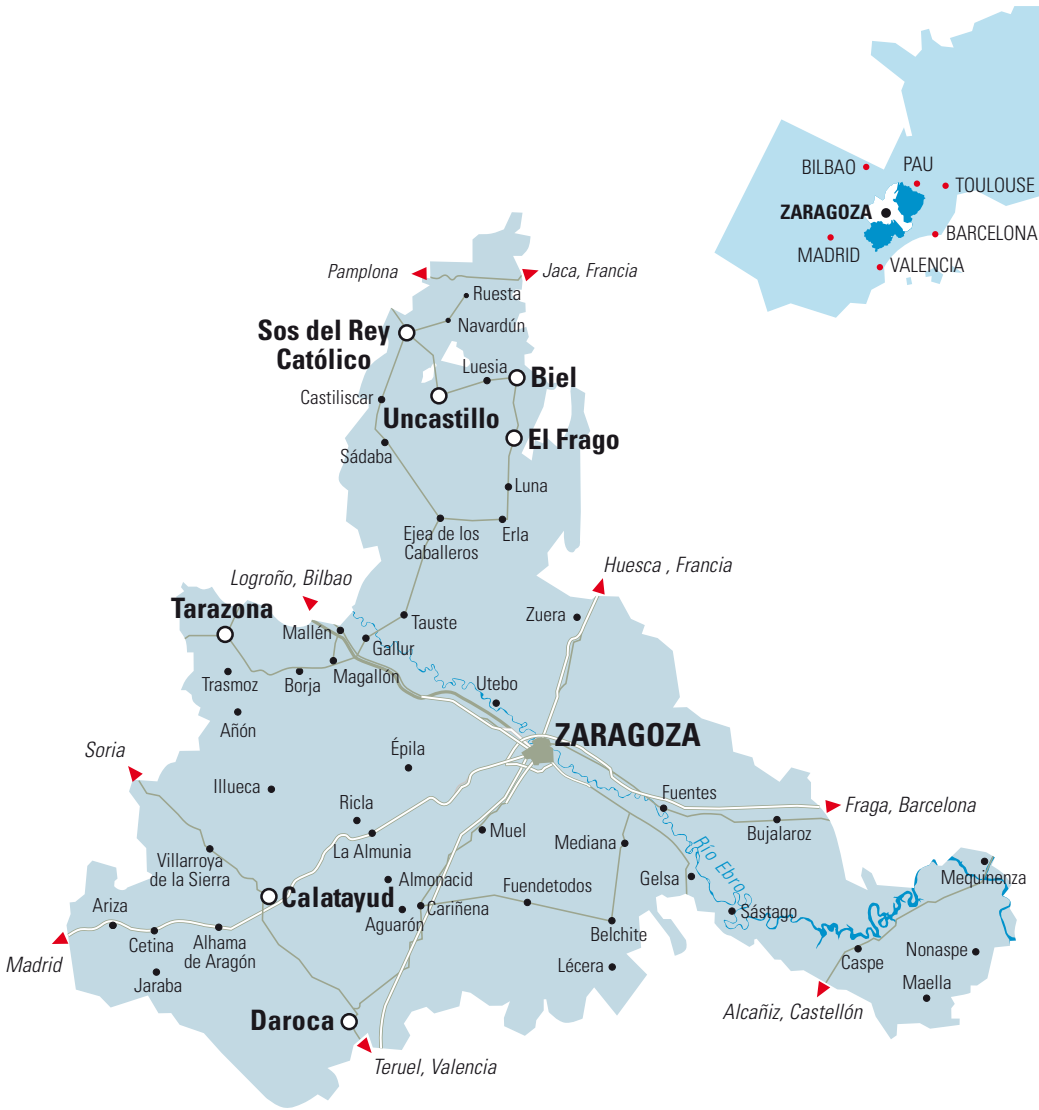 BILBAO
PAU
TOULOUSE
ZARAGOZA
BARCELONA
MADRID
VALENCIA
Pamplona
Jaca, Francia
Ruesta
Navardún
Sos del Rey
Católico
Luesia
Biel
Castiliscar
Uncastillo
El Frago
Sádaba
Luna
Ejea de los
Caballeros
Erla
Huesca , Francia
Logroño, Bilbao
Tarazona
Mallén
Tauste
Zuera
Gallur
Trasmoz
Borja
Magallón
Utebo
Añón
ZARAGOZA
Soria
Épila
Illueca
Ricla
Fuentes
Fraga, Barcelona
La Almunia
Muel
Mediana
Bujalaroz
Río Ebros
Villarroya
de la Sierra
Calatayud
Almonacid
Fuendetodos
Gelsa
Mequinenza
Ariza
Aguarón
Cariñena
Sástago
Cetina
Alhama
de Aragón
Belchite
Madrid
Jaraba
Lécera
Caspe
Nonaspe
Maella
Alcañiz, Castellón
Daroca
Teruel, Valencia